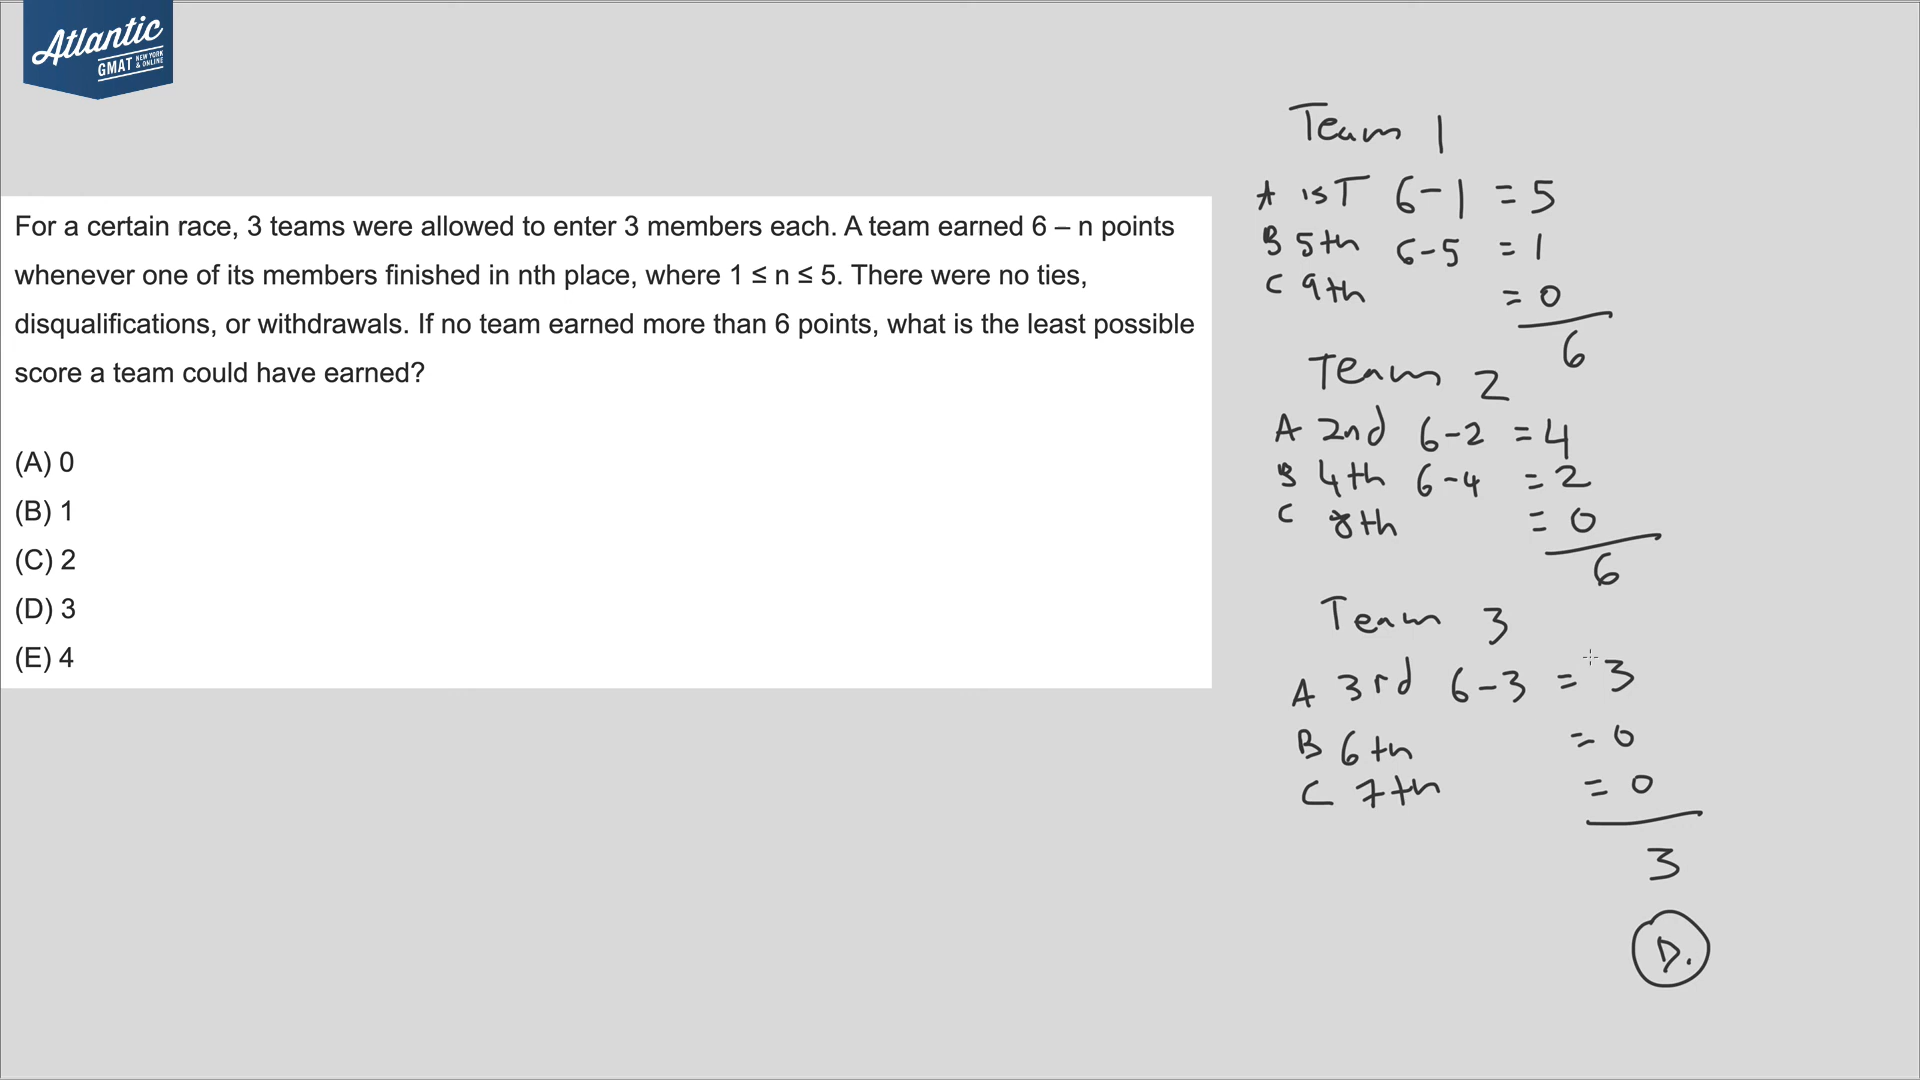 Atlantic
GMAT NEW YORK & ONLINE
For a certain race, 3 teams were allowed to enter 3 members each. A team earned 6 – n points
whenever one of its members finished in nth place, where 1 ≤ n ≤ 5. There were no ties,
disqualifications, or withdrawals. If no team earned more than 6 points, what is the least possible
score a team could have earned?
(A) 0
(B) 1
(C) 2
(D) 3
(E) 4
Team 1
A 1sT 6-1 = 5
B 5th 6-5 = 1
C 9th = 0
6
Team 2
A 2nd 6-2 = 4
B 4th 6-4 = 2
C 8th = 0
6
Team 3
A 3rd 6-3 = 3
B 6th = 0
C 7th = 0
3
D.